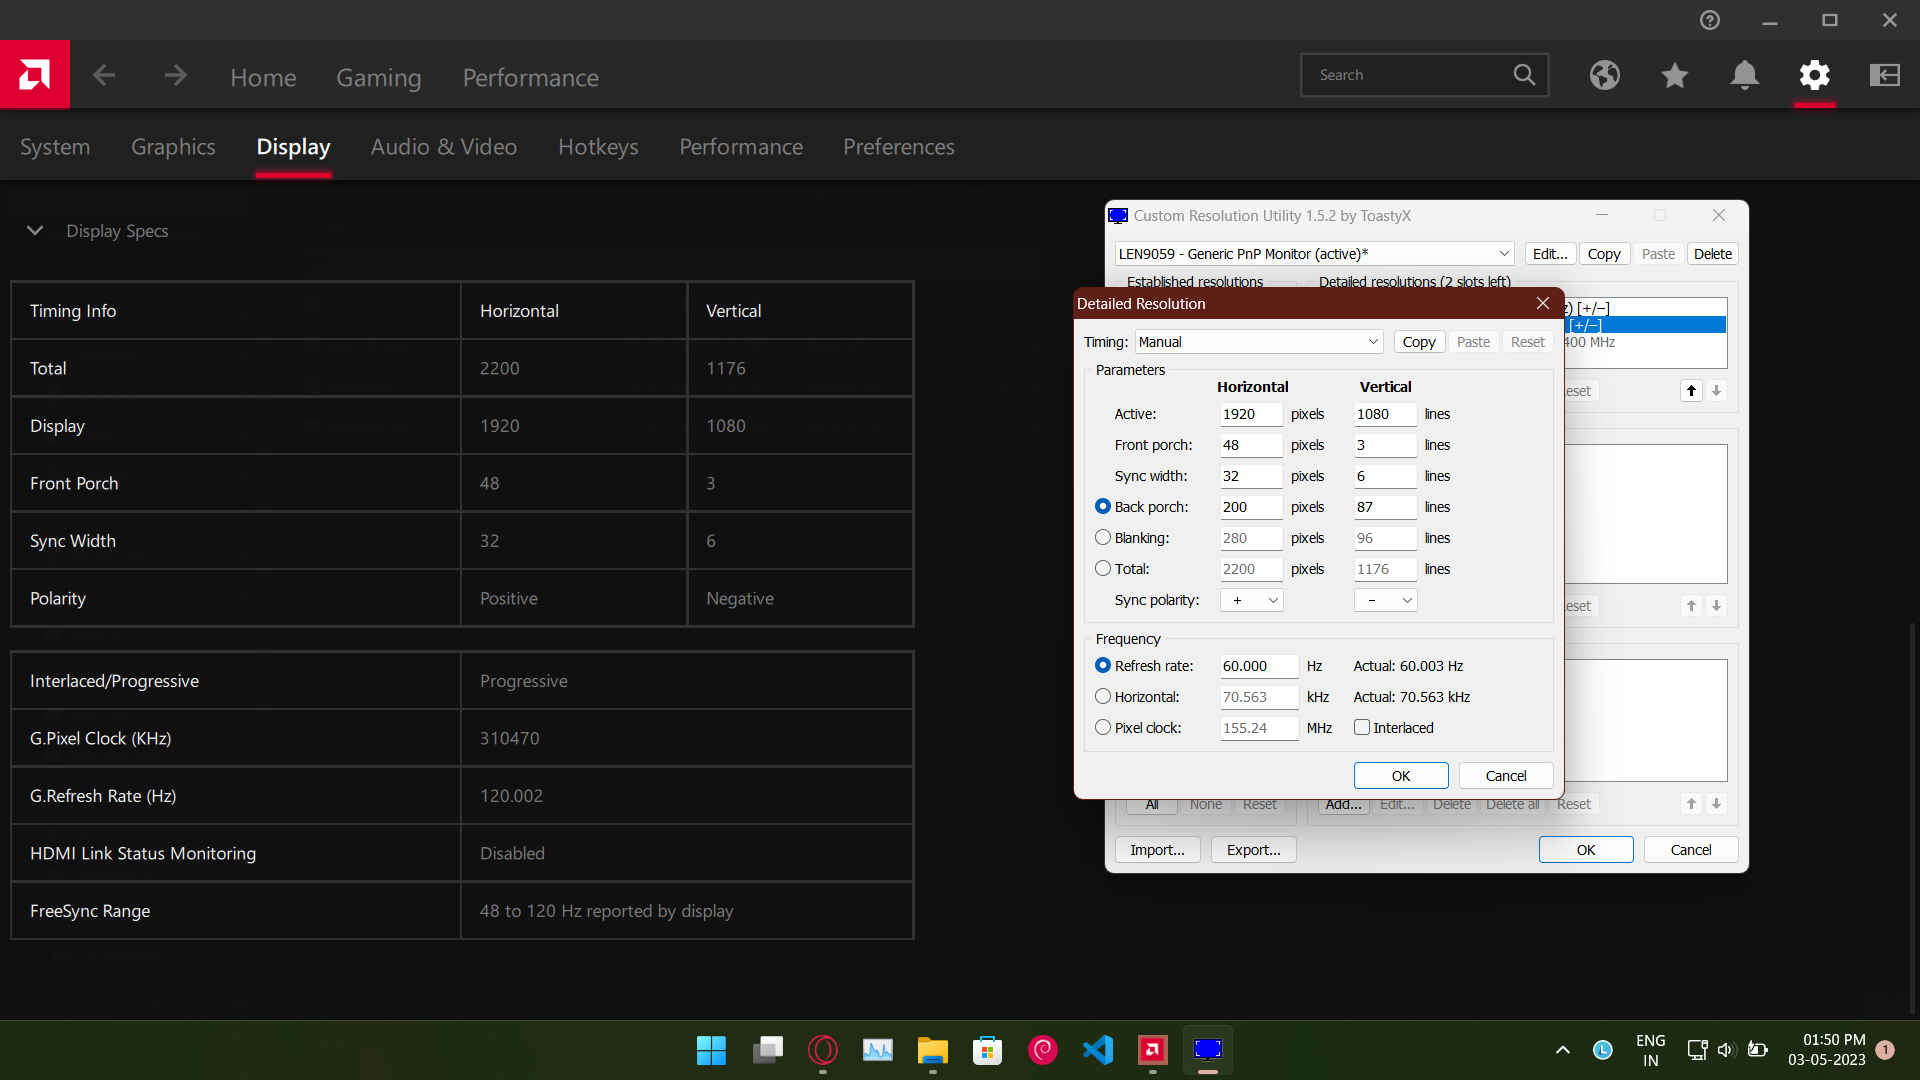 Home Gaming Performance
Search
System Graphics Display Audio & Video Hotkeys Performance Preferences
Display Specs
Timing Info Horizontal Vertical
Total 2200 1176
Display 1920 1080
Front Porch 48 3
Sync Width 32 6
Polarity Positive Negative
Interlaced/Progressive Progressive
G.Pixel Clock (KHz) 310470
G.Refresh Rate (Hz) 120.002
HDMI Link Status Monitoring Disabled
FreeSync Range 48 to 120 Hz reported by display
Custom Resolution Utility 1.5.2 by ToastyX
LEN9059 - Generic PnP Monitor (active)* Edit... Copy Paste Delete
Established resolutions Detailed resolutions (2 slots left)
z) [+/−]
[+/−]
400 MHz
eset
eset
All None Reset Add... Edit... Delete Delete all Reset
Import... Export... OK Cancel
Detailed Resolution
Timing: Manual Copy Paste Reset
Parameters
Horizontal Vertical
Active: 1920 pixels 1080 lines
Front porch: 48 pixels 3 lines
Sync width: 32 pixels 6 lines
Back porch: 200 pixels 87 lines
Blanking: 280 pixels 96 lines
Total: 2200 pixels 1176 lines
Sync polarity: + −
Frequency
Refresh rate: 60.000 Hz Actual: 60.003 Hz
Horizontal: 70.563 kHz Actual: 70.563 kHz
Pixel clock: 155.24 MHz Interlaced
OK Cancel
L
ENG
IN
01:50 PM
03-05-2023
1